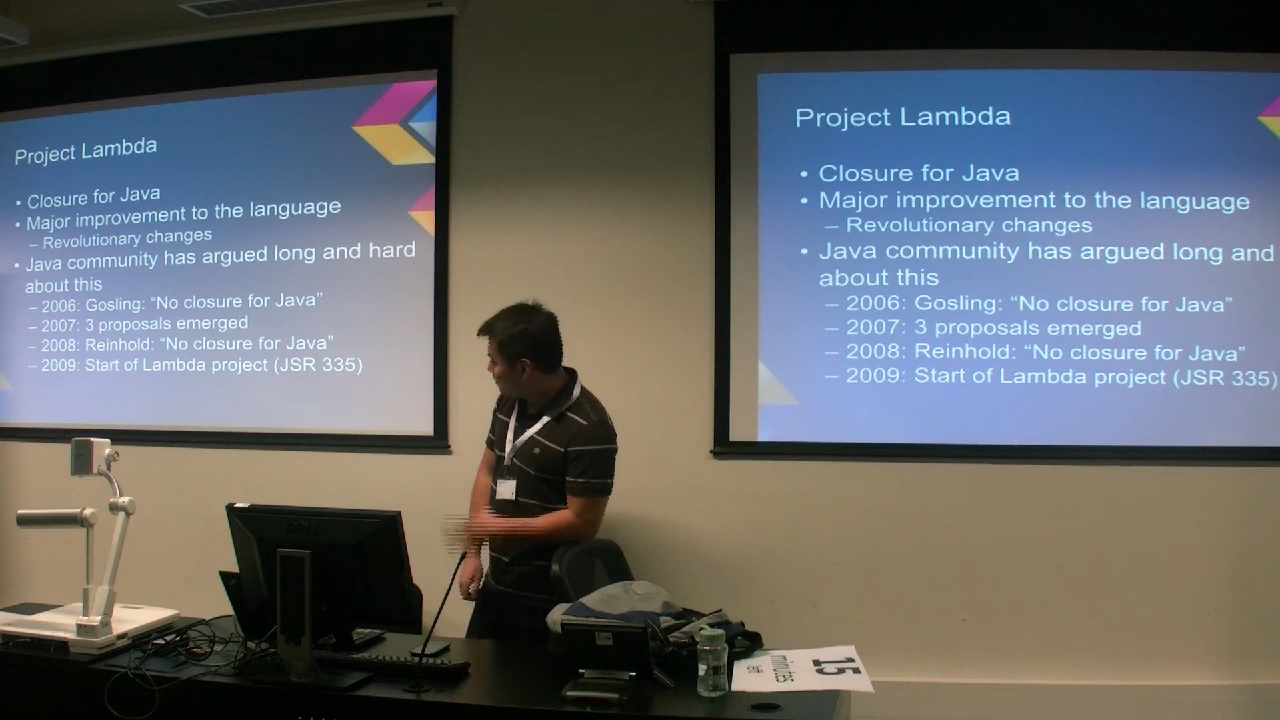 Project Lambda
• Closure for Java
• Major improvement to the language
– Revolutionary changes
• Java community has argued long and hard
about this
– 2006: Gosling: “No closure for Java”
– 2007: 3 proposals emerged
– 2008: Reinhold: “No closure for Java”
– 2009: Start of Lambda project (JSR 335)
Project Lambda
• Closure for Java
• Major improvement to the language
– Revolutionary changes
• Java community has argued long and
about this
– 2006: Gosling: “No closure for Java”
– 2007: 3 proposals emerged
– 2008: Reinhold: “No closure for Java”
– 2009: Start of Lambda project (JSR 335)
DELL
15
minutes
left